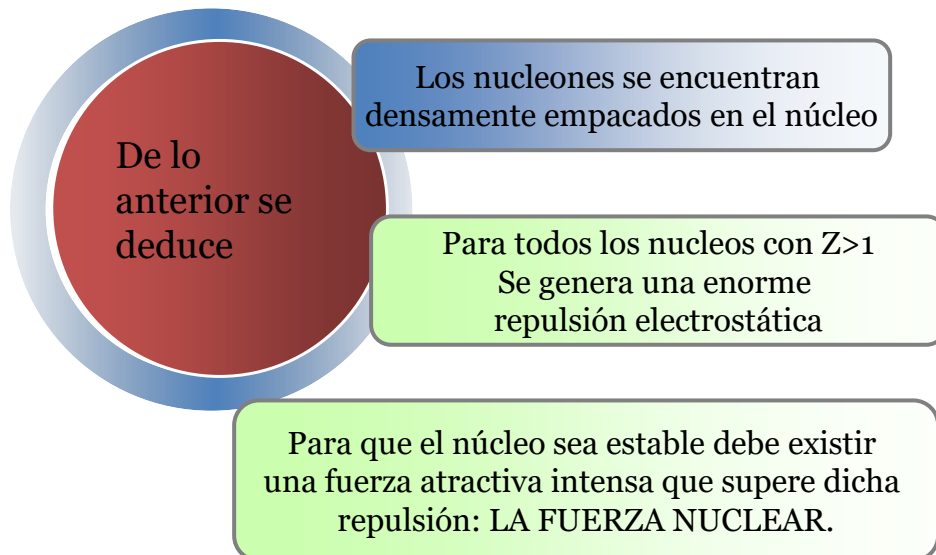 De lo
anterior se
deduce
Los nucleones se encuentran
densamente empacados en el núcleo
Para todos los nucleos con Z>1
Se genera una enorme
repulsión electrostática
Para que el núcleo sea estable debe existir
una fuerza atractiva intensa que supere dicha
repulsión: LA FUERZA NUCLEAR.